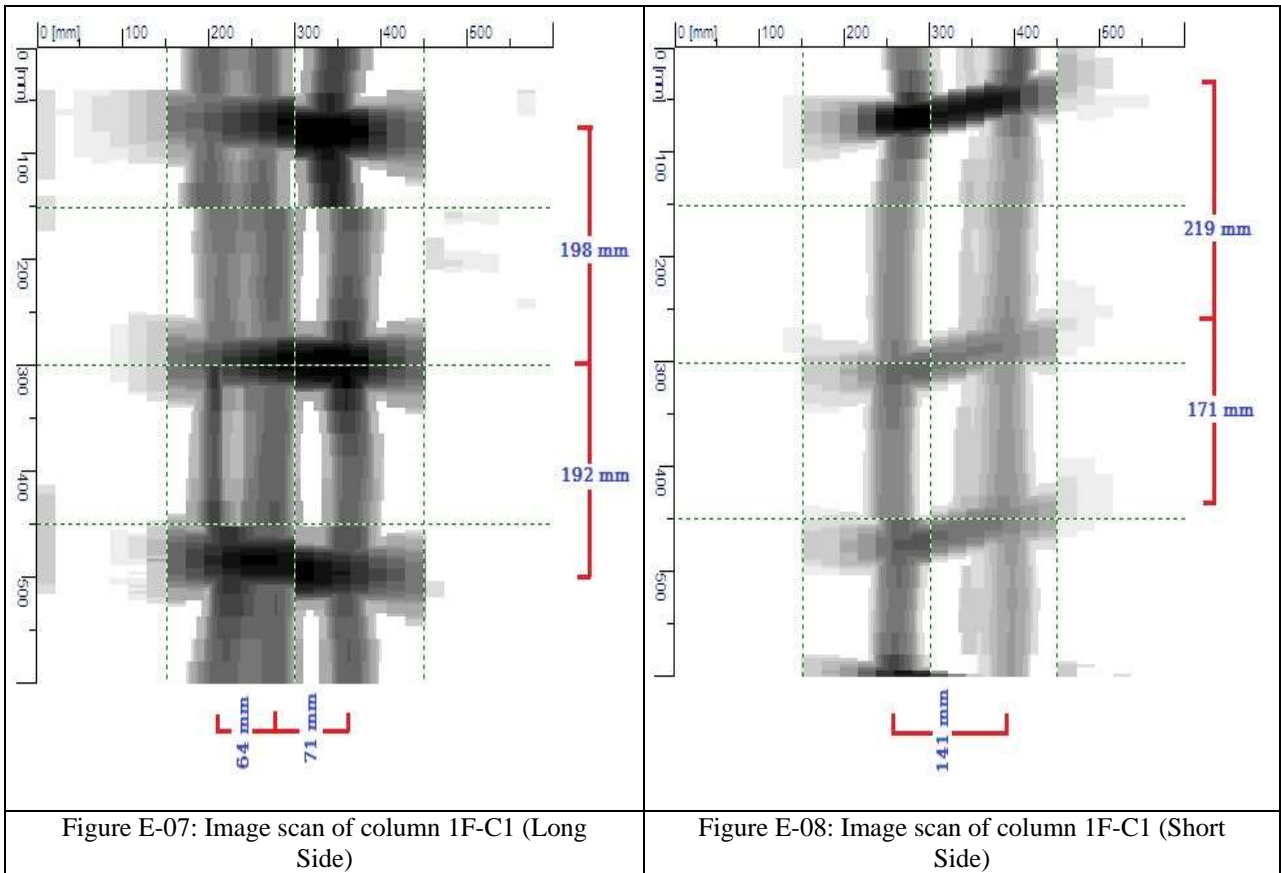 0 [mm] 100 200 300 400 500
0 [mm]
100
200
300
400
500
198 mm
192 mm
64 mm
71 mm
Figure E-07: Image scan of column 1F-C1 (Long
Side)
0 [mm] 100 200 300 400 500
0 [mm]
100
200
300
400
500
219 mm
171 mm
141 mm
Figure E-08: Image scan of column 1F-C1 (Short
Side)